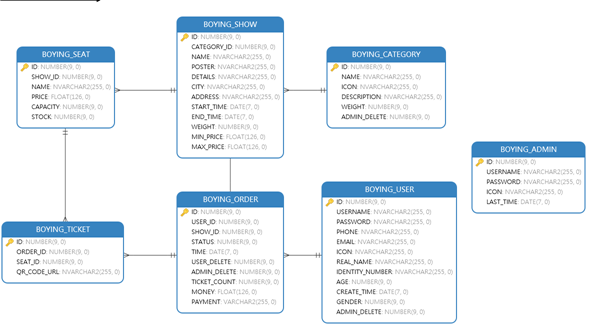 BOYING_SEAT
ID: NUMBER(9, 0)
SHOW_ID: NUMBER(9, 0)
NAME: NVARCHAR2(255, 0)
PRICE: FLOAT(126, 0)
CAPACITY: NUMBER(9, 0)
STOCK: NUMBER(9, 0)
BOYING_SHOW
ID: NUMBER(9, 0)
CATEGORY_ID: NUMBER(9, 0)
NAME: NVARCHAR2(255, 0)
POSTER: NVARCHAR2(255, 0)
DETAILS: NVARCHAR2(255, 0)
CITY: NVARCHAR2(255, 0)
ADDRESS: NVARCHAR2(255, 0)
START_TIME: DATE(7, 0)
END_TIME: DATE(7, 0)
WEIGHT: NUMBER(9, 0)
MIN_PRICE: FLOAT(126, 0)
MAX_PRICE: FLOAT(126, 0)
BOYING_CATEGORY
ID: NUMBER(9, 0)
NAME: NVARCHAR2(255, 0)
ICON: NVARCHAR2(255, 0)
DESCRIPTION: NVARCHAR2(255, 0)
WEIGHT: NUMBER(9, 0)
ADMIN_DELETE: NUMBER(9, 0)
BOYING_ADMIN
ID: NUMBER(9, 0)
USERNAME: NVARCHAR2(255, 0)
PASSWORD: NVARCHAR2(255, 0)
ICON: NVARCHAR2(255, 0)
LAST_TIME: DATE(7, 0)
BOYING_TICKET
ID: NUMBER(9, 0)
ORDER_ID: NUMBER(9, 0)
SEAT_ID: NUMBER(9, 0)
QR_CODE_URL: NVARCHAR2(255, 0)
BOYING_ORDER
ID: NUMBER(9, 0)
USER_ID: NUMBER(9, 0)
SHOW_ID: NUMBER(9, 0)
STATUS: NUMBER(9, 0)
TIME: DATE(7, 0)
USER_DELETE: NUMBER(9, 0)
ADMIN_DELETE: NUMBER(9, 0)
TICKET_COUNT: NUMBER(9, 0)
MONEY: FLOAT(126, 0)
PAYMENT: VARCHAR2(255, 0)
BOYING_USER
ID: NUMBER(9, 0)
USERNAME: NVARCHAR2(255, 0)
PASSWORD: NVARCHAR2(255, 0)
PHONE: NVARCHAR2(255, 0)
EMAIL: NVARCHAR2(255, 0)
ICON: NVARCHAR2(255, 0)
REAL_NAME: NVARCHAR2(255, 0)
IDENTITY_NUMBER: NVARCHAR2(255, 0)
AGE: NUMBER(9, 0)
CREATE_TIME: DATE(7, 0)
GENDER: NUMBER(9, 0)
ADMIN_DELETE: NUMBER(9, 0)